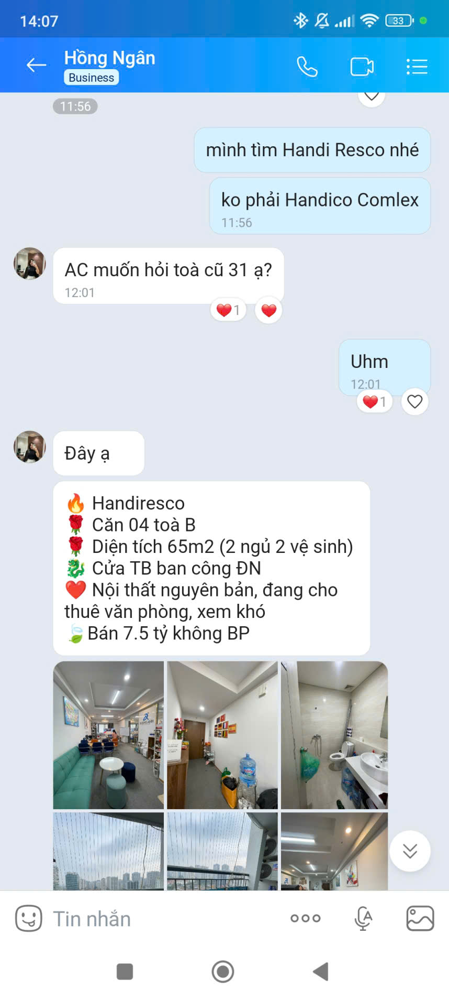 14:07
33
Hồng Ngân
Business
11:56
mình tìm Handi Resco nhé
ko phải Handico Comlex
11:56
AC muốn hỏi toà cũ 31 ạ?
12:01
1
Uhm
12:01
1
Đây ạ
Handiresco
Căn 04 toà B
Diện tích 65m2 (2 ngủ 2 vệ sinh)
Cửa TB ban công ĐN
Nội thất nguyên bản, đang cho
thuê văn phòng, xem khó
Bán 7.5 tỷ không BP
Tin nhắn